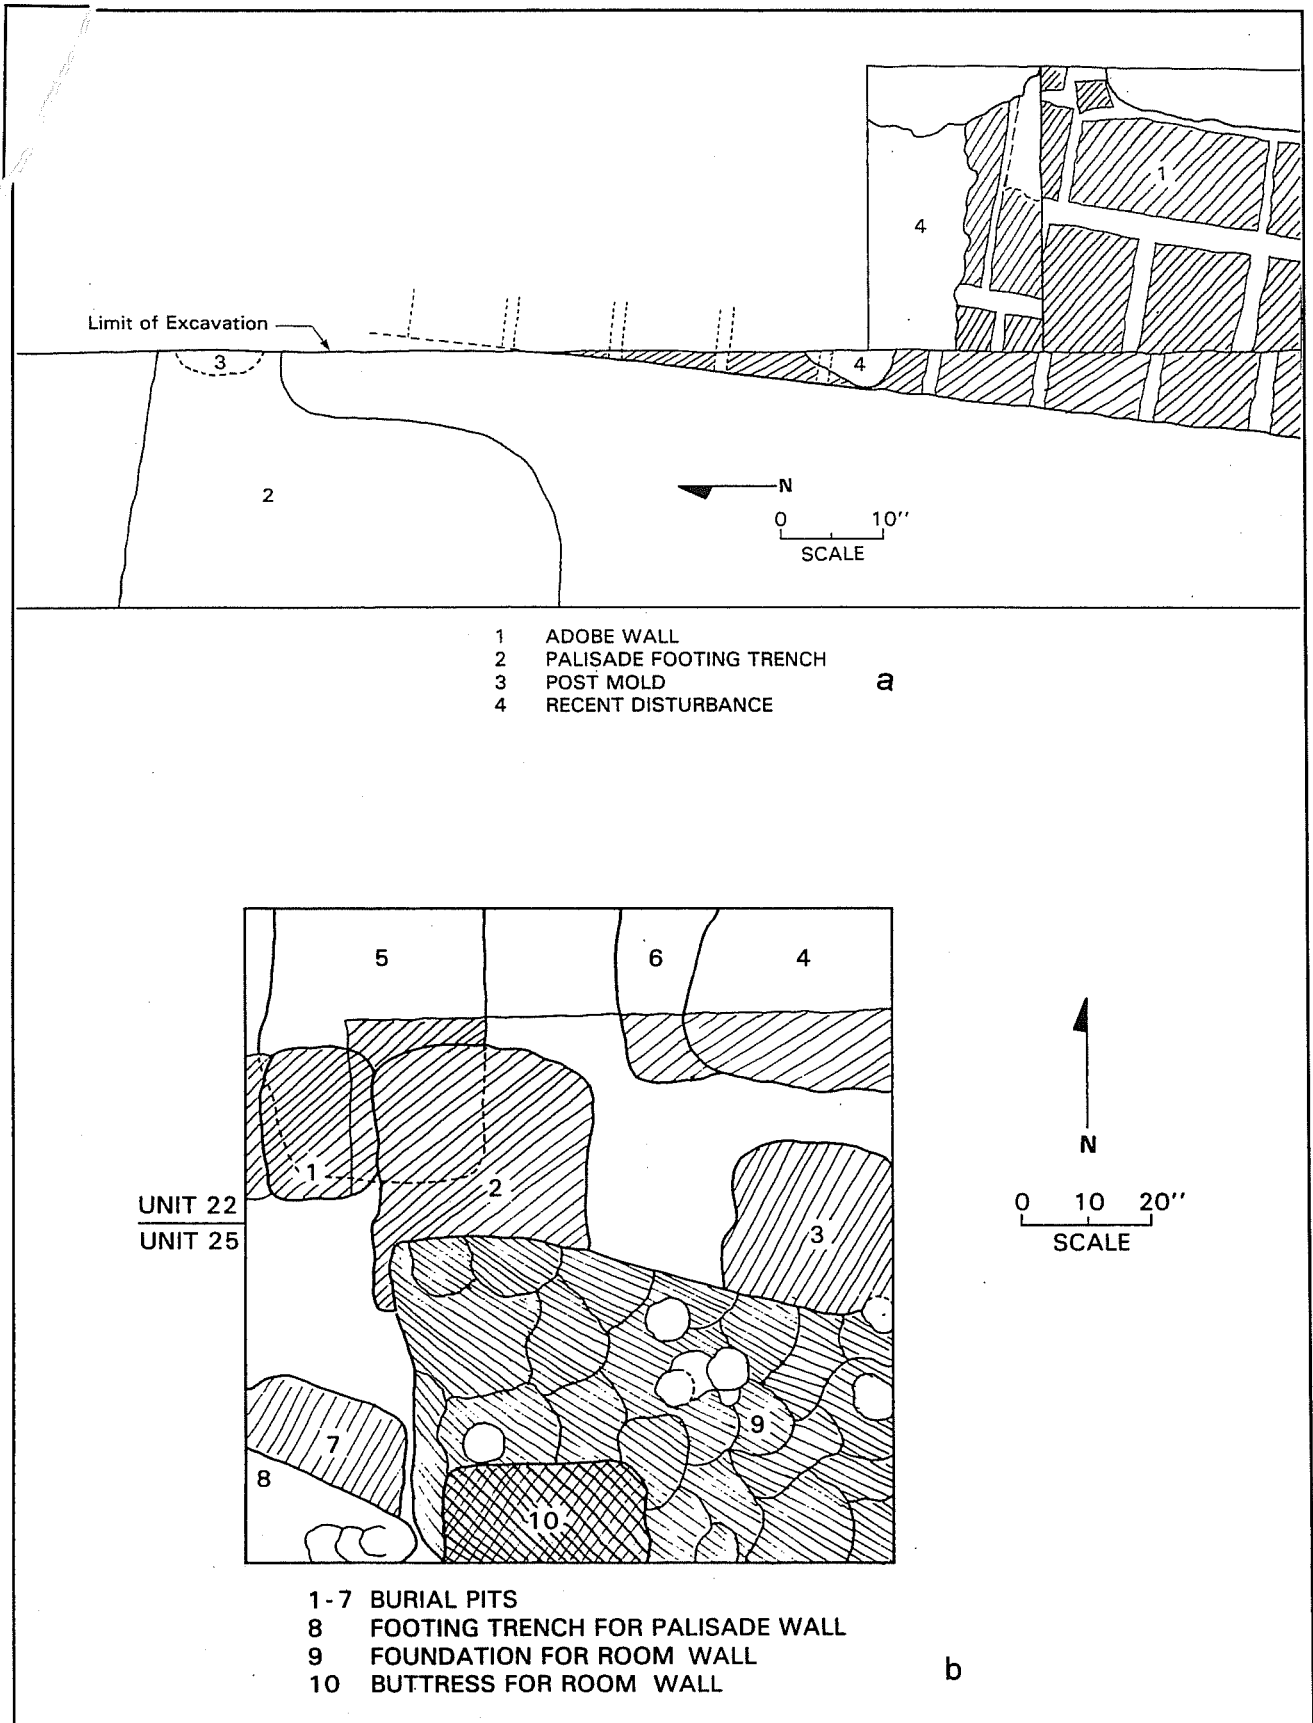 1
4
Limit of Excavation
3
4
2
N
0 10''
SCALE
1 ADOBE WALL
2 PALISADE FOOTING TRENCH
3 POST MOLD
4 RECENT DISTURBANCE
a
5 6 4
1
2
UNIT 22
UNIT 25
3
N
0 10 20''
SCALE
9
7
8
10
1-7 BURIAL PITS
8 FOOTING TRENCH FOR PALISADE WALL
9 FOUNDATION FOR ROOM WALL
10 BUTTRESS FOR ROOM WALL
b